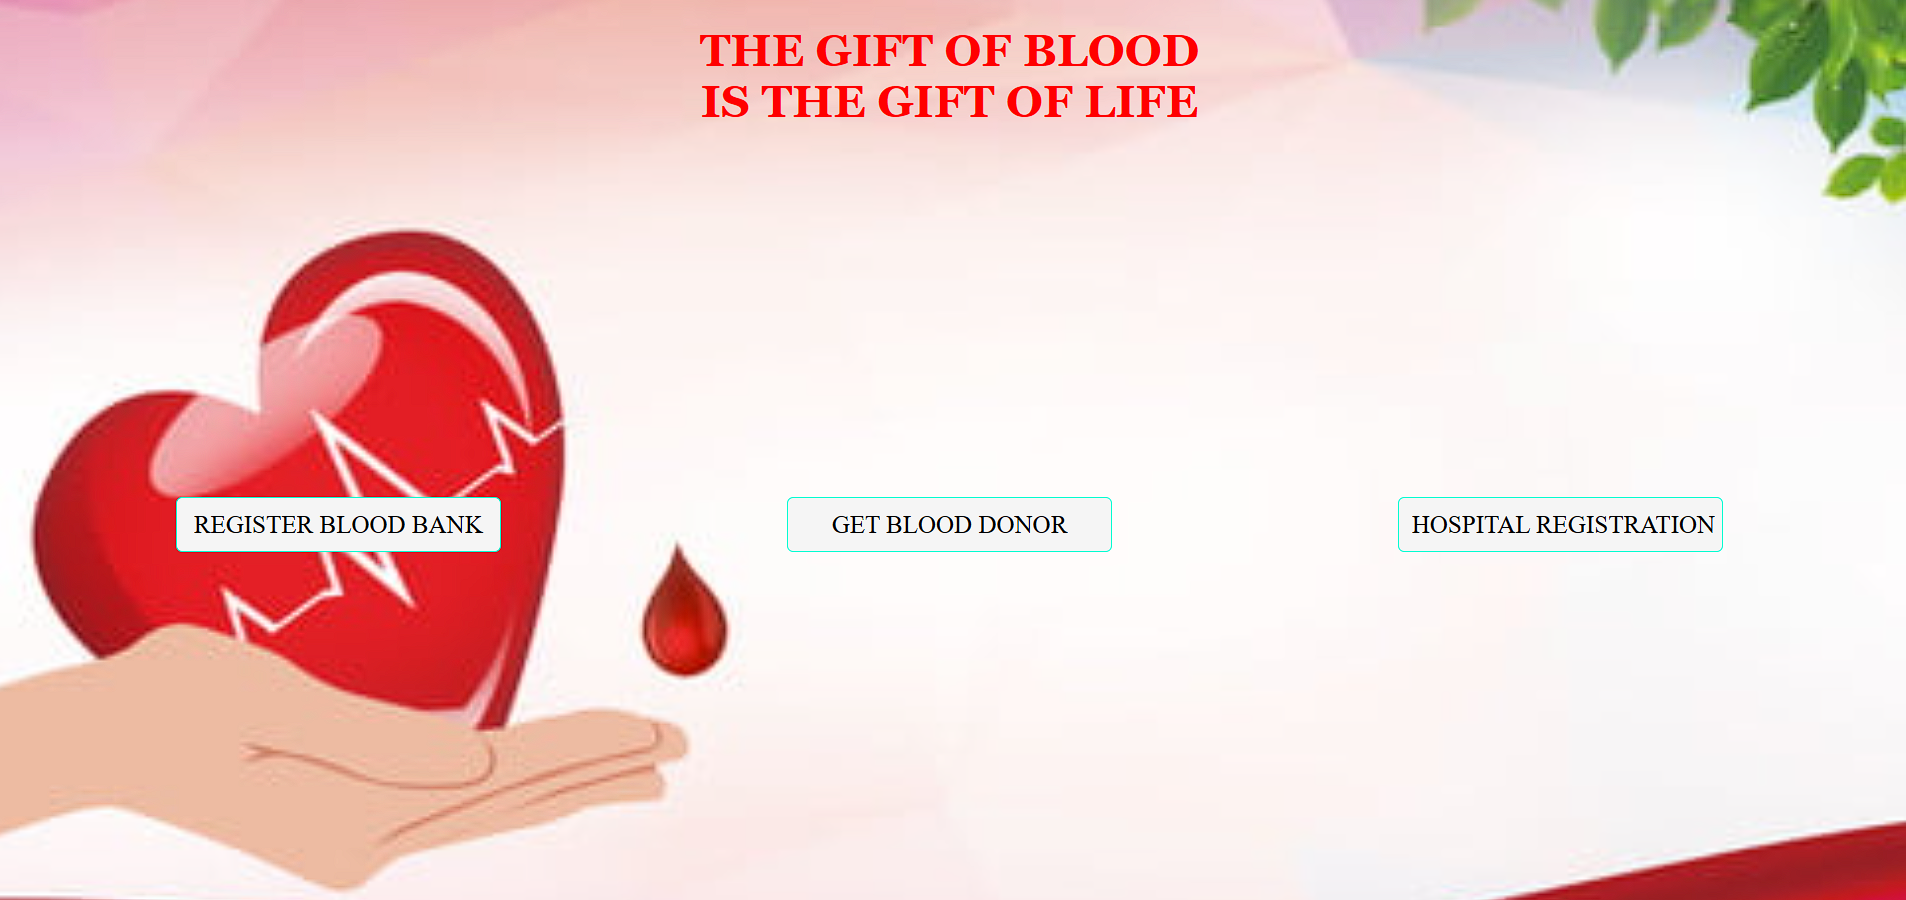 THE GIFT OF BLOOD
IS THE GIFT OF LIFE
REGISTER BLOOD BANK
GET BLOOD DONOR
HOSPITAL REGISTRATION